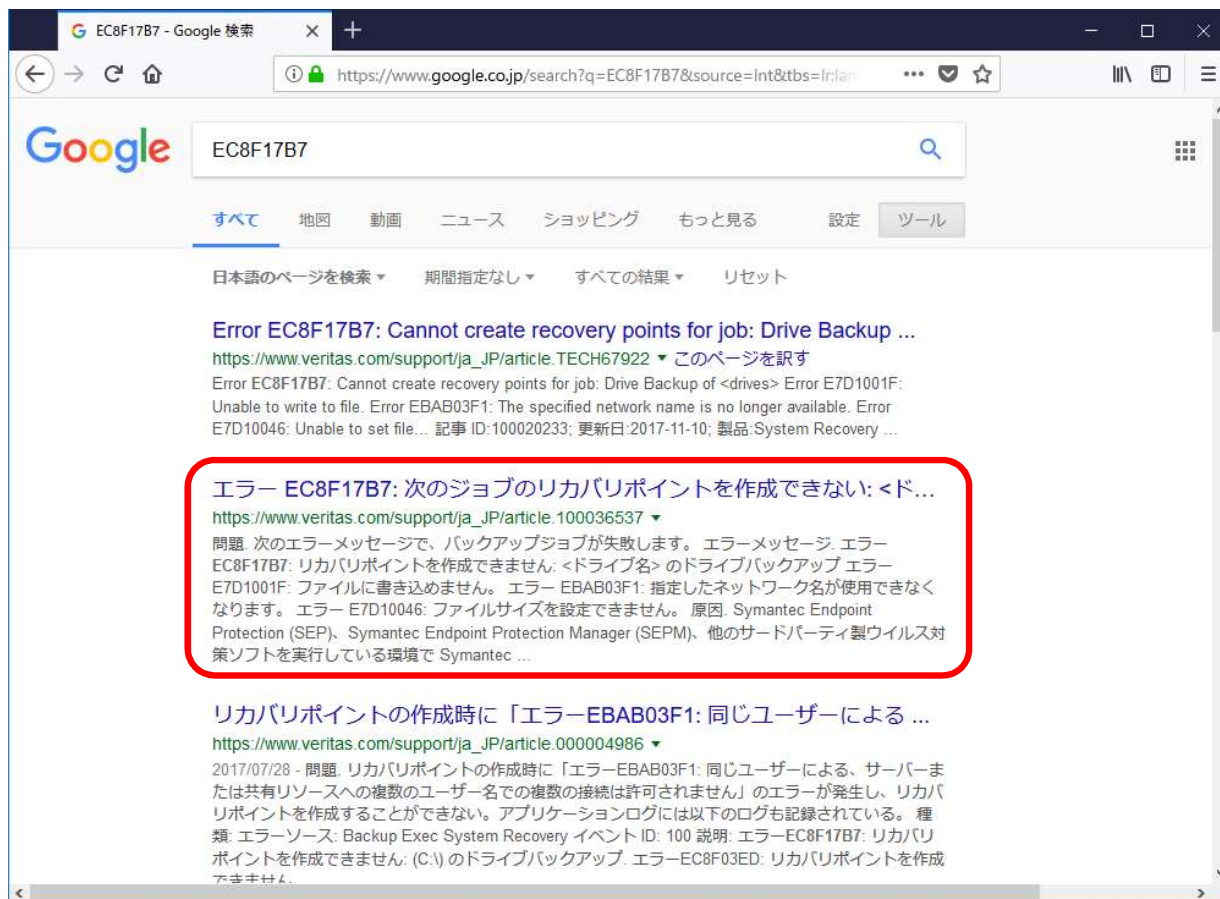 EC8F17B7 - Google 検索
https://www.google.co.jp/search?q=EC8F17B7&source=lnt&tbs=lr:lan
Google
EC8F17B7
すべて 地図 動画 ニュース ショッピング もっと見る 設定 ツール
日本語のページを検索 期間指定なし すべての結果 リセット
Error EC8F17B7: Cannot create recovery points for job: Drive Backup ...
https://www.veritas.com/support/ja_JP/article.TECH67922 ▼ このページを訳す
Error EC8F17B7: Cannot create recovery points for job: Drive Backup of <drives> Error E7D1001F:
Unable to write to file. Error EBAB03F1: The specified network name is no longer available. Error
E7D10046: Unable to set file... 記事 ID:100020233; 更新日:2017-11-10; 製品:System Recovery ...
エラー EC8F17B7: 次のジョブのリカバリポイントを作成できない: <ド...
https://www.veritas.com/support/ja_JP/article.100036537 ▼
問題. 次のエラーメッセージで、バックアップジョブが失敗します。 エラーメッセージ. エラー
EC8F17B7: リカバリポイントを作成できません: <ドライブ名> のドライブバックアップ エラー
E7D1001F: ファイルに書き込めません。 エラー EBAB03F1: 指定したネットワーク名が使用できなく
なります。 エラー E7D10046: ファイルサイズを設定できません。 原因. Symantec Endpoint
Protection (SEP)、Symantec Endpoint Protection Manager (SEPM)、他のサードパーティ製ウイルス対
策ソフトを実行している環境で Symantec ...
リカバリポイントの作成時に「エラーEBAB03F1: 同じユーザーによる ...
https://www.veritas.com/support/ja_JP/article.000004986 ▼
2017/07/28 - 問題. リカバリポイントの作成時に「エラーEBAB03F1: 同じユーザーによる、サーバーま
たは共有リソースへの複数のユーザー名での複数の接続は許可されません」のエラーが発生し、リカバ
リポイントを作成することができない。アプリケーションログには以下のログも記録されている。 種
類: エラーソース: Backup Exec System Recovery イベント ID: 100 説明: エラーEC8F17B7: リカバリ
ポイントを作成できません: (C:\) のドライブバックアップ. エラーEC8F03ED: リカバリポイントを作成
できません